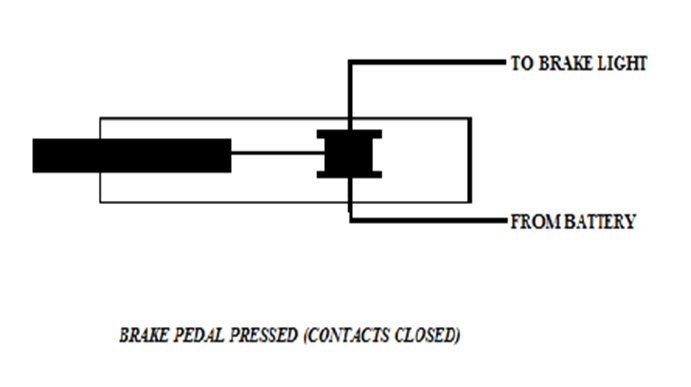 TO BRAKE LIGHT
FROM BATTERY
BRAKE PEDAL PRESSED (CONTACTS CLOSED)